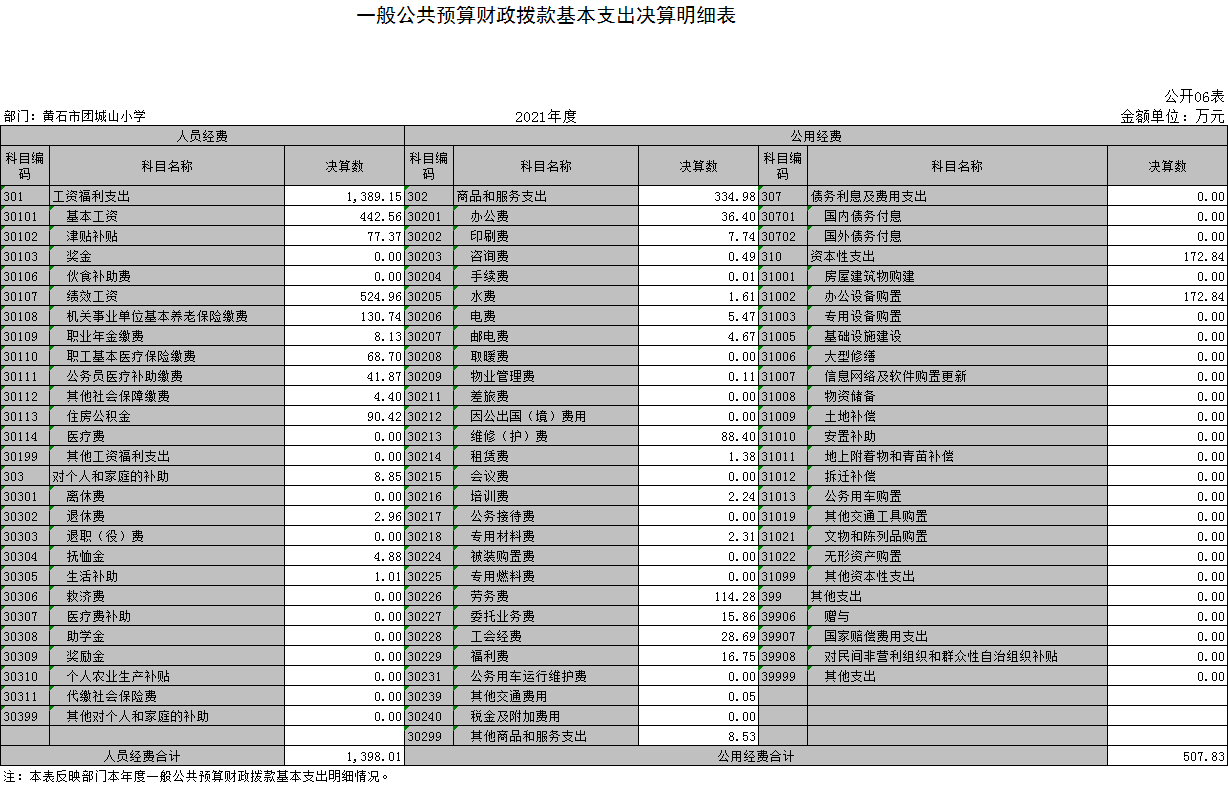 一般公共预算财政拨款基本支出决算明细表
公开06表
部门：黄石市团城山小学 2021年度 金额单位：万元
人员经费 公用经费
科目编码 科目名称 决算数 科目编码 科目名称 决算数 科目编码 科目名称 决算数
301 工资福利支出 1,389.15 302 商品和服务支出 334.98 307 债务利息及费用支出 0.00
30101 基本工资 442.56 30201 办公费 36.40 30701 国内债务付息 0.00
30102 津贴补贴 77.37 30202 印刷费 7.74 30702 国外债务付息 0.00
30103 奖金 0.00 30203 咨询费 0.49 310 资本性支出 172.84
30106 伙食补助费 0.00 30204 手续费 0.01 31001 房屋建筑物购建 0.00
30107 绩效工资 524.96 30205 水费 1.61 31002 办公设备购置 172.84
30108 机关事业单位基本养老保险缴费 130.74 30206 电费 5.47 31003 专用设备购置 0.00
30109 职业年金缴费 8.13 30207 邮电费 4.67 31005 基础设施建设 0.00
30110 职工基本医疗保险缴费 68.70 30208 取暖费 0.00 31006 大型修缮 0.00
30111 公务员医疗补助缴费 41.87 30209 物业管理费 0.11 31007 信息网络及软件购置更新 0.00
30112 其他社会保障缴费 4.40 30211 差旅费 0.00 31008 物资储备 0.00
30113 住房公积金 90.42 30212 因公出国（境）费用 0.00 31009 土地补偿 0.00
30114 医疗费 0.00 30213 维修（护）费 88.40 31010 安置补助 0.00
30199 其他工资福利支出 0.00 30214 租赁费 1.38 31011 地上附着物和青苗补偿 0.00
303 对个人和家庭的补助 8.85 30215 会议费 0.00 31012 拆迁补偿 0.00
30301 离休费 0.00 30216 培训费 2.24 31013 公务用车购置 0.00
30302 退休费 2.96 30217 公务接待费 0.00 31019 其他交通工具购置 0.00
30303 退职（役）费 0.00 30218 专用材料费 2.31 31021 文物和陈列品购置 0.00
30304 抚恤金 4.88 30224 被装购置费 0.00 31022 无形资产购置 0.00
30305 生活补助 1.01 30225 专用燃料费 0.00 31099 其他资本性支出 0.00
30306 救济费 0.00 30226 劳务费 114.28 399 其他支出 0.00
30307 医疗费补助 0.00 30227 委托业务费 15.86 39906 赠与 0.00
30308 助学金 0.00 30228 工会经费 28.69 39907 国家赔偿费用支出 0.00
30309 奖励金 0.00 30229 福利费 16.75 39908 对民间非营利组织和群众性自治组织补贴 0.00
30310 个人农业生产补贴 0.00 30231 公务用车运行维护费 0.00 39999 其他支出 0.00
30311 代缴社会保险费 0.00 30239 其他交通费用 0.05
30399 其他对个人和家庭的补助 0.00 30240 税金及附加费用 0.00
30299 其他商品和服务支出 8.53
人员经费合计 1,398.01 公用经费合计 507.83
注：本表反映部门本年度一般公共预算财政拨款基本支出明细情况。